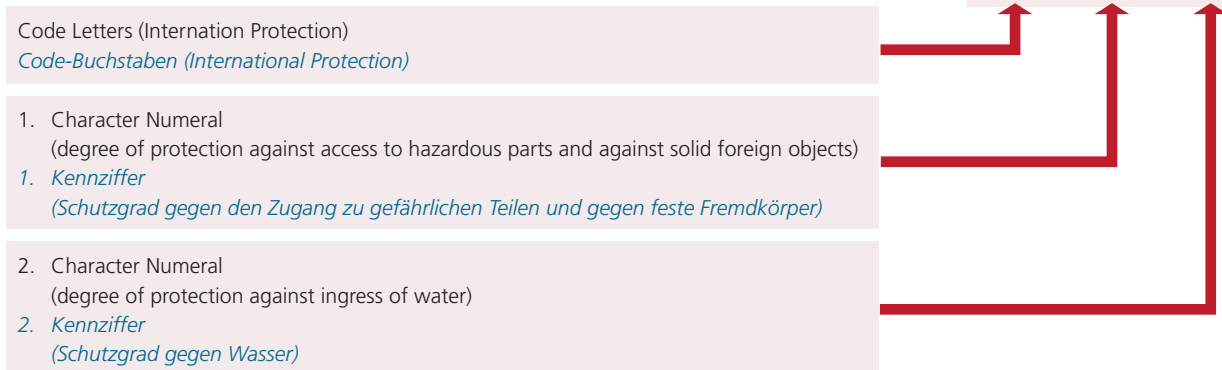 Code Letters (Internation Protection)
Code-Buchstaben (International Protection)
1. Character Numeral
(degree of protection against access to hazardous parts and against solid foreign objects)
1. Kennziffer
(Schutzgrad gegen den Zugang zu gefährlichen Teilen und gegen feste Fremdkörper)
2. Character Numeral
(degree of protection against ingress of water)
2. Kennziffer
(Schutzgrad gegen Wasser)